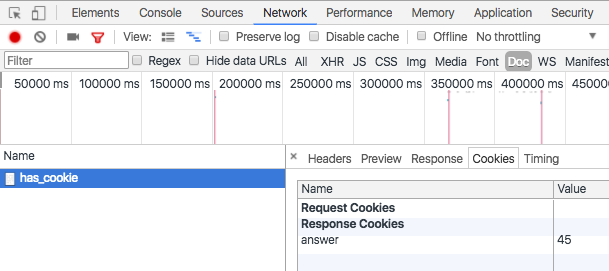 Elements Console Sources Network Performance Memory Application Security
View: Preserve log Disable cache Offline No throttling
Filter Regex Hide data URLs All XHR JS CSS Img Media Font Doc WS Manifest
50000 ms 100000 ms 150000 ms 200000 ms 250000 ms 300000 ms 350000 ms 400000 ms 45000
Name × Headers Preview Response Cookies Timing
has_cookie
Name Value
Request Cookies
Response Cookies
answer 45